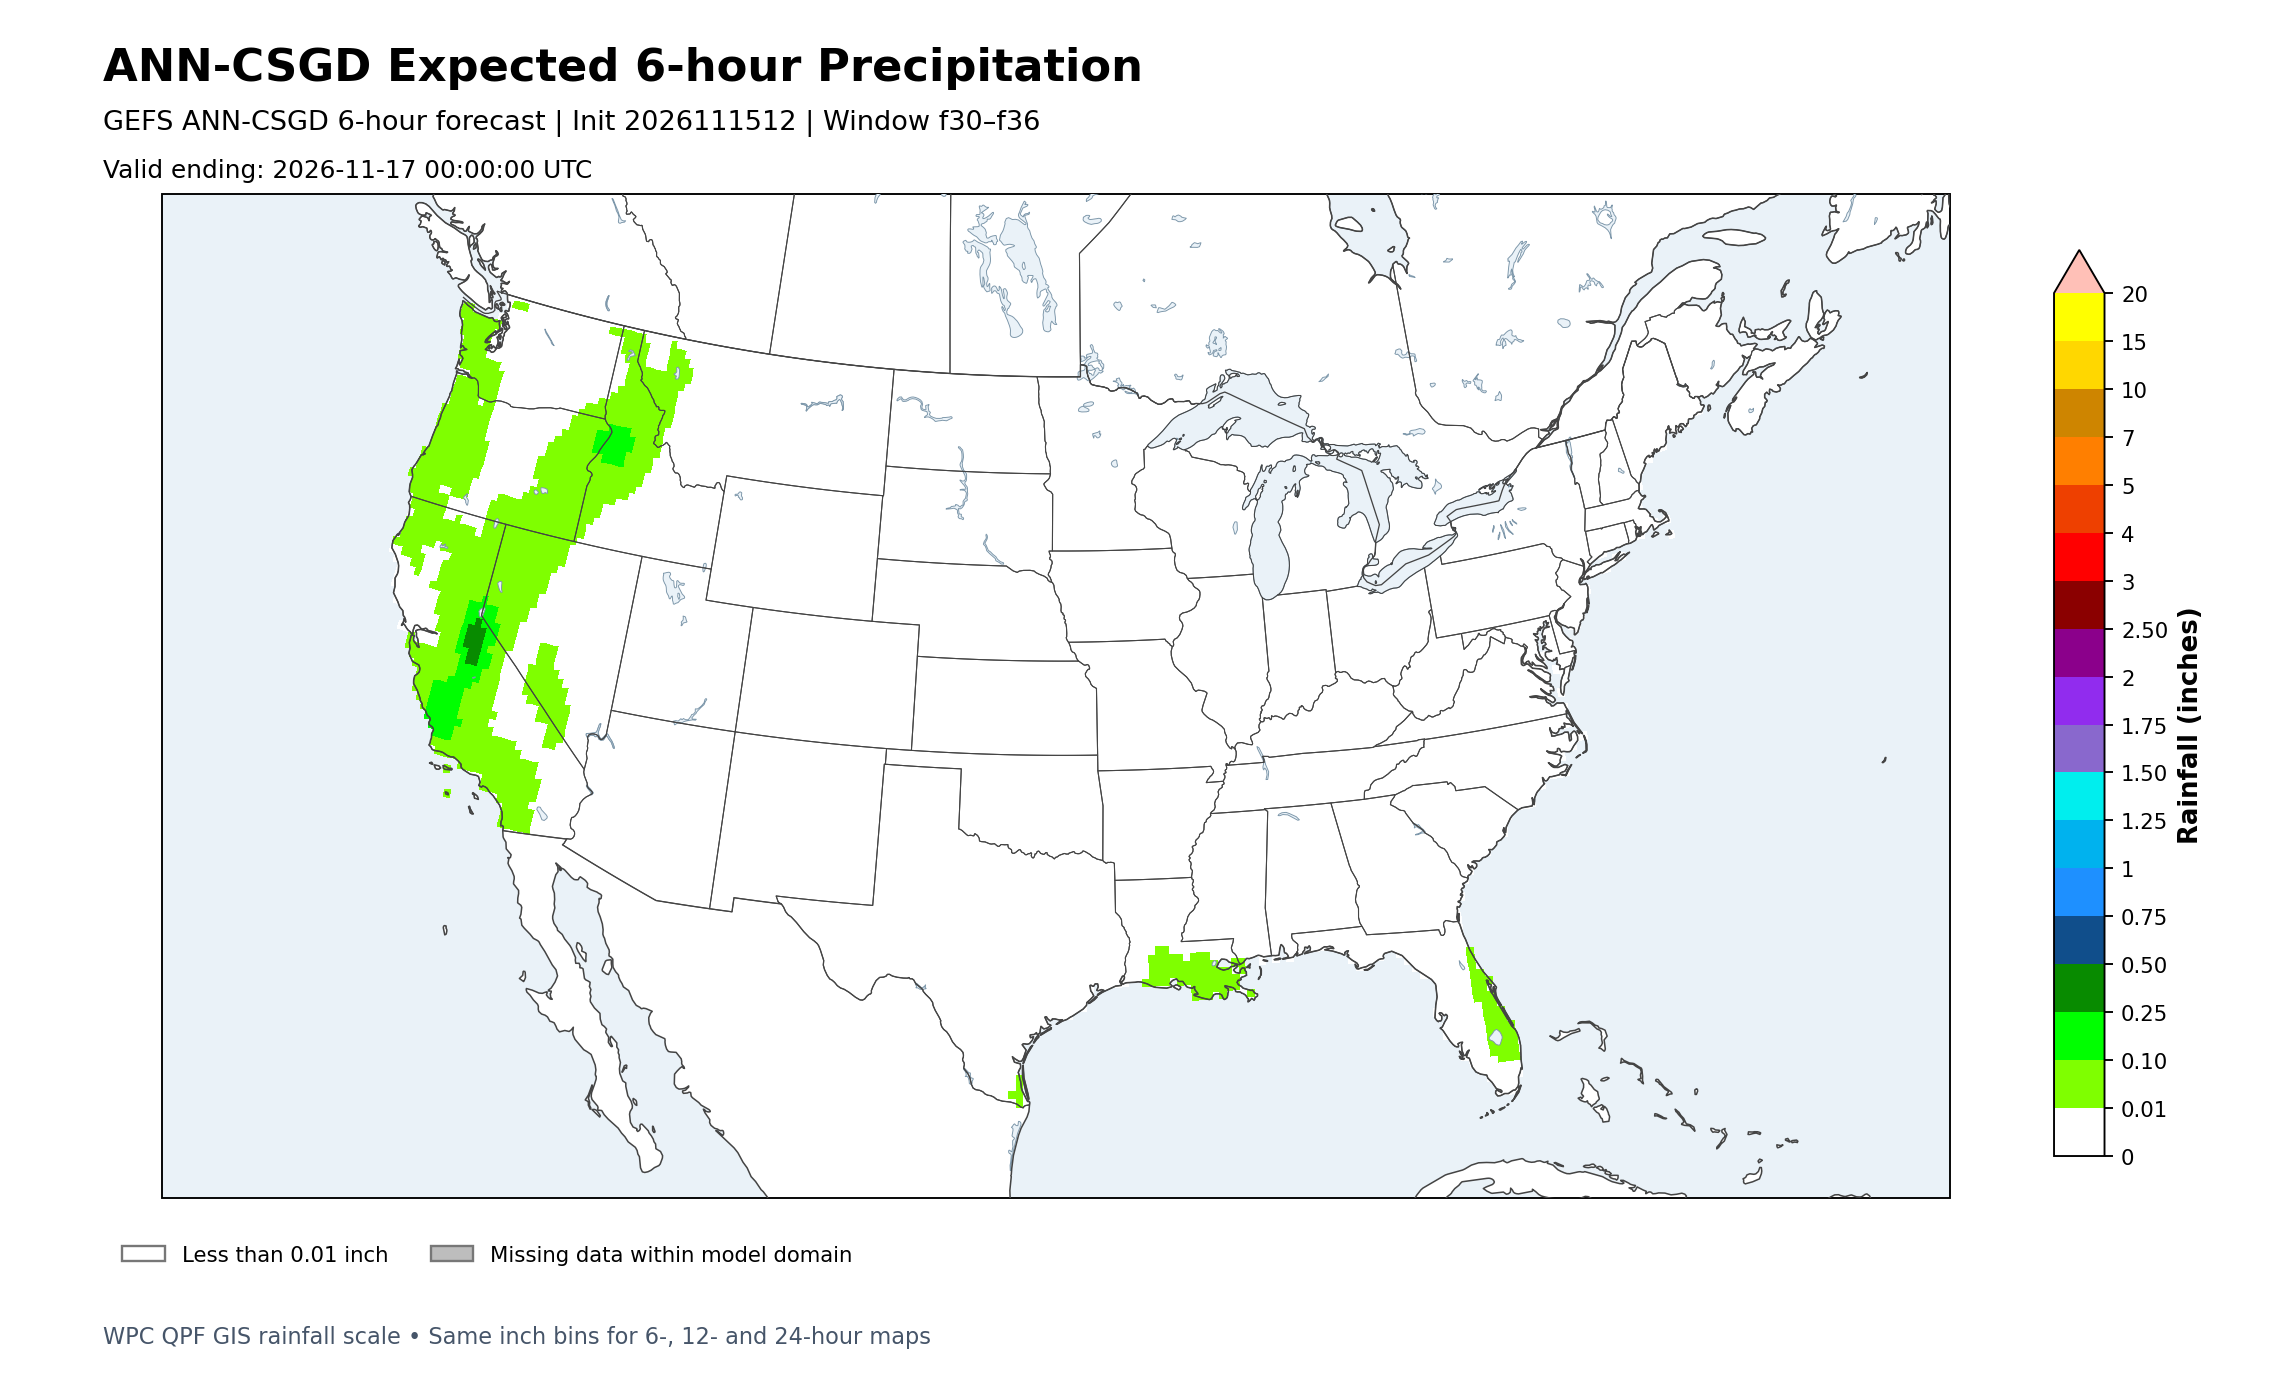 ANN-CSGD Expected 6-hour Precipitation
GEFS ANN-CSGD 6-hour forecast | Init 2026111512 | Window f30–f36
Valid ending: 2026-11-17 00:00:00 UTC
20
15
10
7
5
4
3
2.50
2
1.75
1.50
1.25
1
0.75
0.50
0.25
0.10
0.01
0
Rainfall (inches)
Less than 0.01 inch
Missing data within model domain
WPC QPF GIS rainfall scale • Same inch bins for 6-, 12- and 24-hour maps